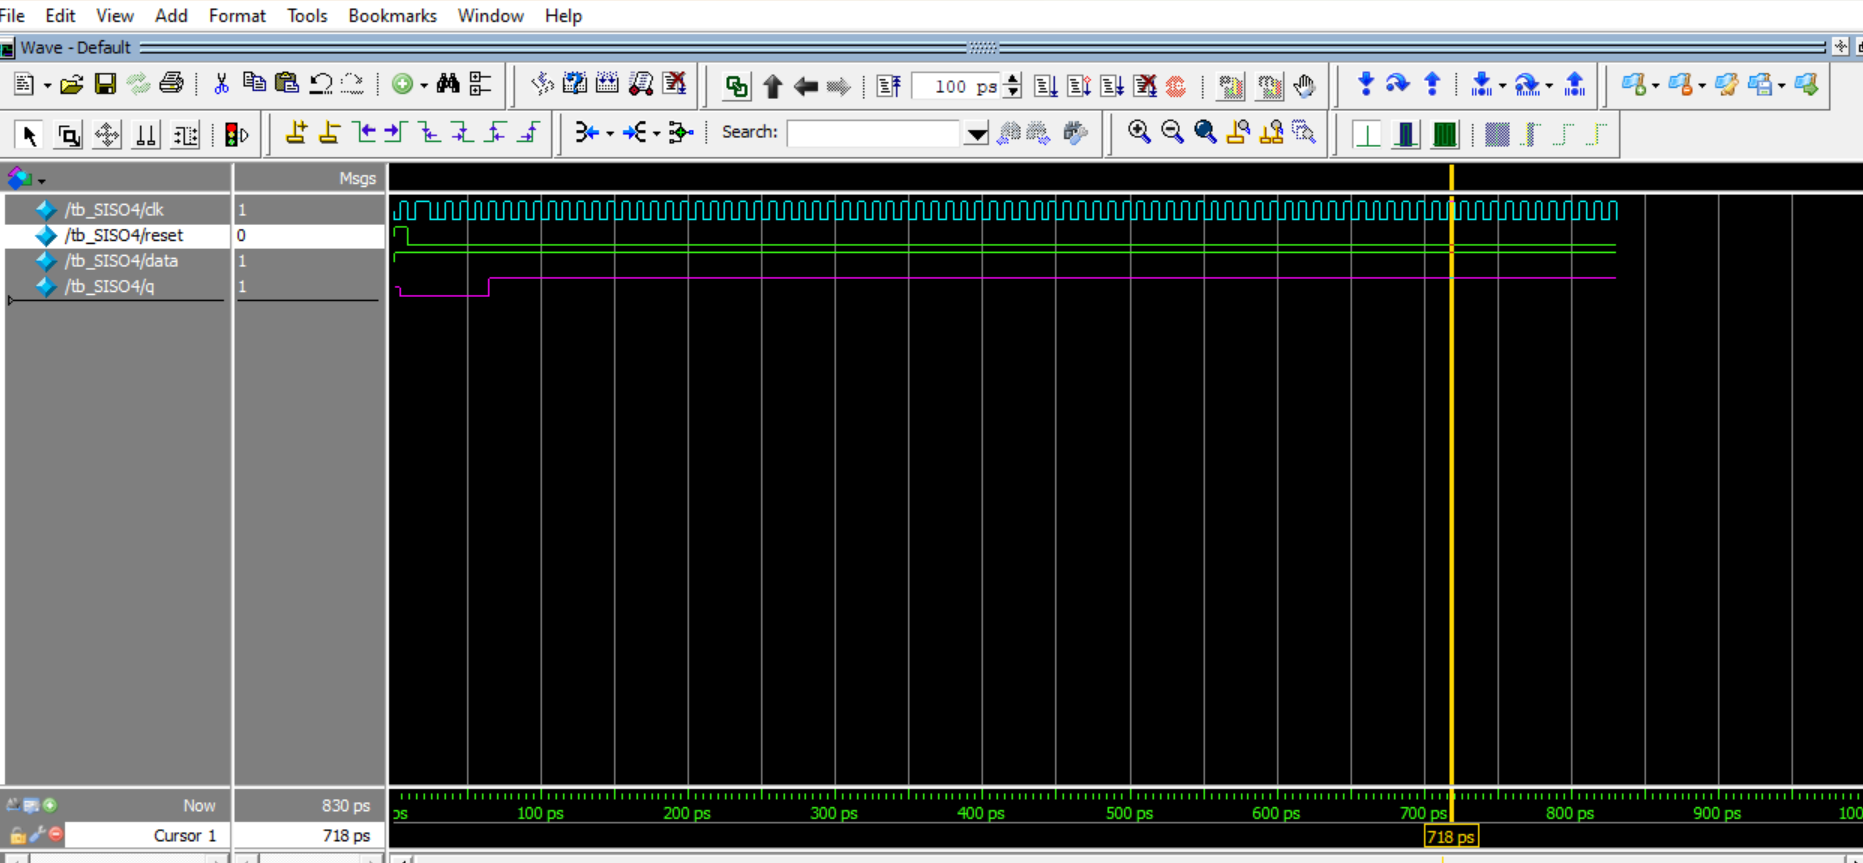 File Edit View Add Format Tools Bookmarks Window Help
Wave - Default
100 ps
Search:
Msgs
/tb_SISO4/clk 1
/tb_SISO4/reset 0
/tb_SISO4/data 1
/tb_SISO4/q 1
Now 830 ps
ps 100 ps 200 ps 300 ps 400 ps 500 ps 600 ps 700 ps 800 ps 900 ps 100
Cursor 1 718 ps
718 ps